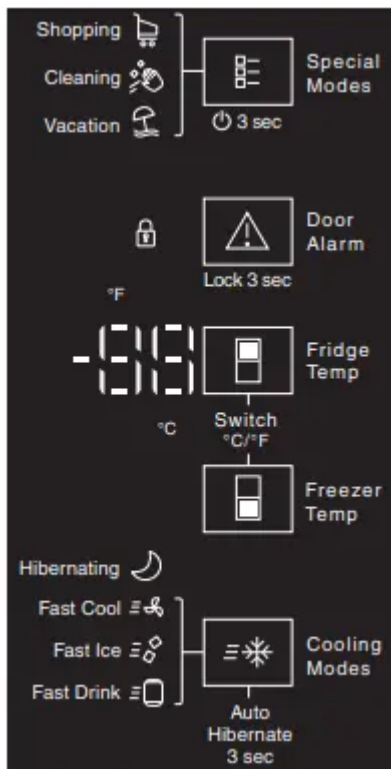 Shopping
Cleaning
Vacation
Special
Modes
3 sec
Door
Alarm
Lock 3 sec
°F
-88
Fridge
Temp
°C
Switch
°C/°F
Freezer
Temp
Hibernating
Fast Cool
Fast Ice
Fast Drink
Cooling
Modes
Auto
Hibernate
3 sec